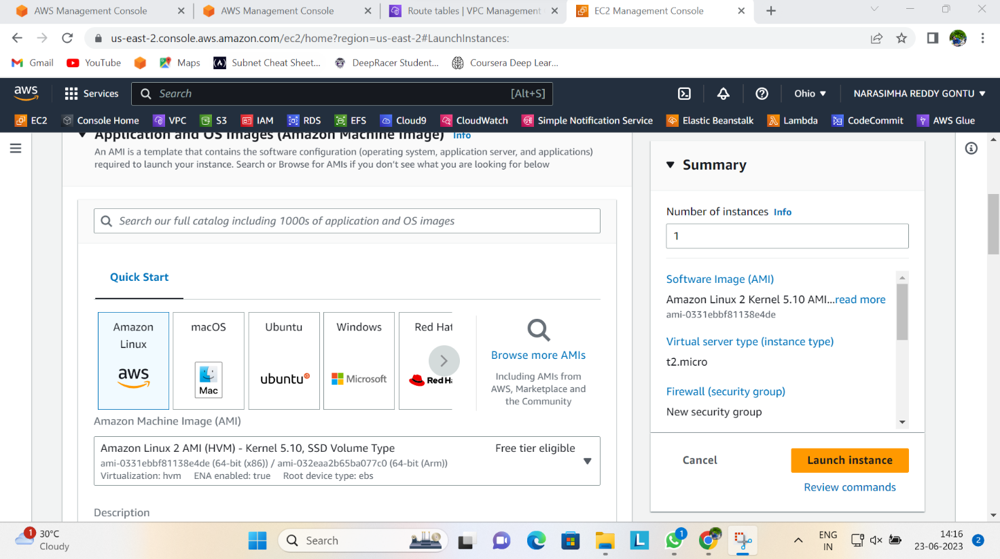 AWS Management Console
AWS Management Console
Route tables | VPC Management
EC2 Management Console
us-east-2.console.aws.amazon.com/ec2/home?region=us-east-2#LaunchInstances:
Gmail
YouTube
Maps
Subnet Cheat Sheet...
DeepRacer Student...
Coursera Deep Lear...
aws
Services
Search
[Alt+S]
Ohio
NARASIMHA REDDY GONTU
EC2
Console Home
VPC
S3
IAM
RDS
EFS
Cloud9
CloudWatch
Simple Notification Service
Elastic Beanstalk
Lambda
CodeCommit
AWS Glue
Application and OS Images (Amazon Machine Image) Info
An AMI is a template that contains the software configuration (operating system, application server, and applications)
required to launch your instance. Search or Browse for AMIs if you don't see what you are looking for below
Search our full catalog including 1000s of application and OS images
Quick Start
Amazon
Linux
aws
macOS
Mac
Ubuntu
ubuntu
Windows
Microsoft
Red Hat
Red Ha
Browse more AMIs
Including AMIs from
AWS, Marketplace and
the Community
Amazon Machine Image (AMI)
Amazon Linux 2 AMI (HVM) - Kernel 5.10, SSD Volume Type
Free tier eligible
ami-0331ebbf81138e4de (64-bit (x86)) / ami-032eaa2b65ba077c0 (64-bit (Arm))
Virtualization: hvm ENA enabled: true Root device type: ebs
Description
Summary
Number of instances Info
1
Software Image (AMI)
Amazon Linux 2 Kernel 5.10 AMI...read more
ami-0331ebbf81138e4de
Virtual server type (instance type)
t2.micro
Firewall (security group)
New security group
Cancel
Launch instance
Review commands
1
30°C
Cloudy
Search
L
1
ENG
IN
14:16
23-06-2023
2